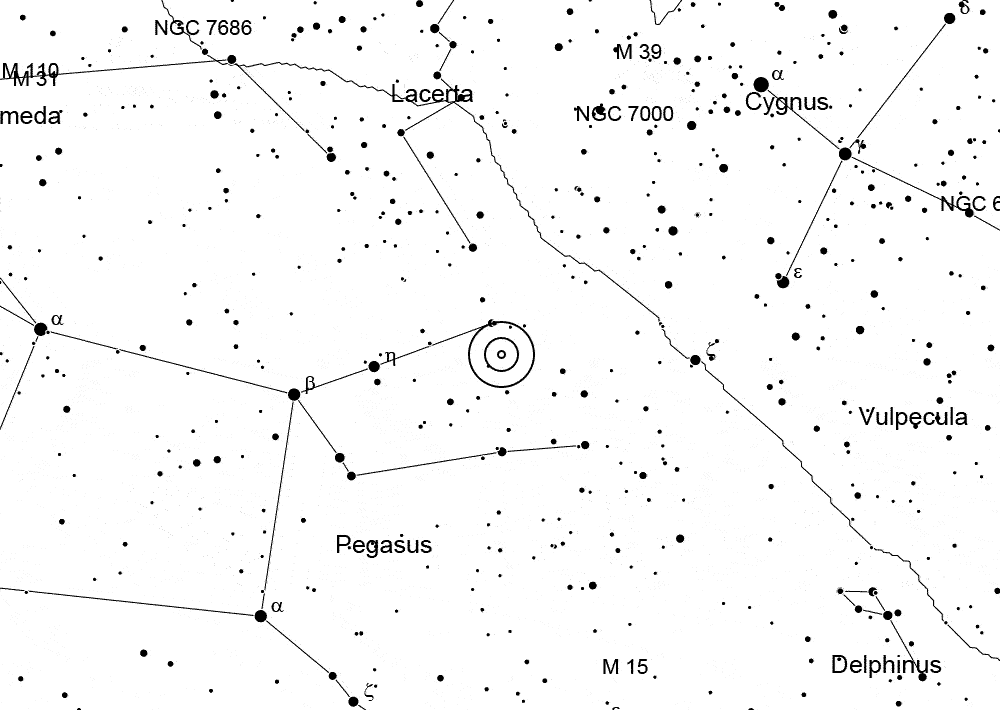 δ
NGC 7686
M 39
M 110
M 31
α
Lacerta
Cygnus
NGC 7000
meda
γ
NGC 6
ε
α
ζ
η
β
Vulpecula
Pegasus
α
M 15
Delphinus
ζ